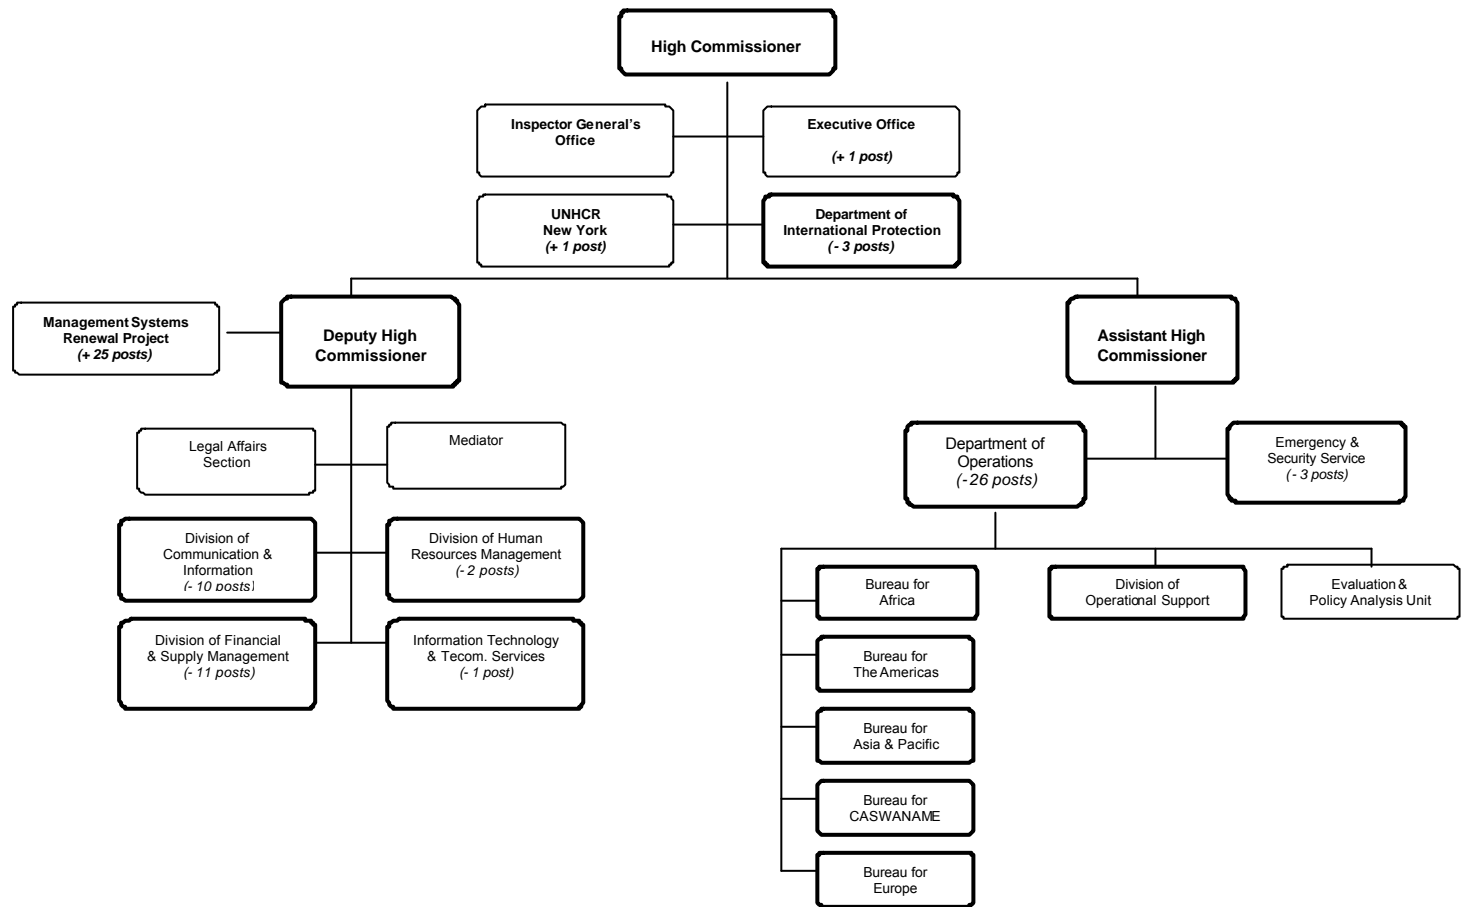 High Commissioner
Inspector General's
Office
Executive Office
(+ 1 post)
UNHCR
New York
(+ 1 post)
Department of
International Protection
(- 3 posts)
Management Systems
Renewal Project
(+ 25 posts)
Deputy High
Commissioner
Assistant High
Commissioner
Legal Affairs
Section
Mediator
Department of
Operations
(- 26 posts)
Emergency &
Security Service
(- 3 posts)
Division of
Communication &
Information
(- 10 posts)
Division of Human
Resources Management
(- 2 posts)
Division of Financial
& Supply Management
(- 11 posts)
Information Technology
& Tecom. Services
(- 1 post)
Bureau for
Africa
Division of
Operational Support
Evaluation &
Policy Analysis Unit
Bureau for
The Americas
Bureau for
Asia & Pacific
Bureau for
CASWANAME
Bureau for
Europe